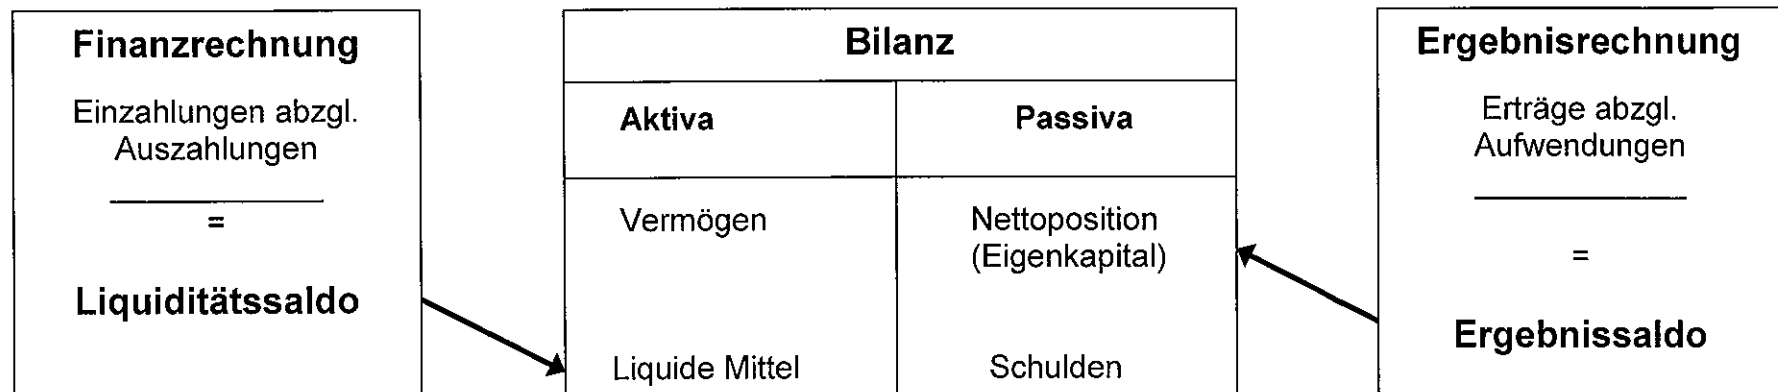 Finanzrechnung
Einzahlungen abzgl.
Auszahlungen
=
Liquiditätssaldo
Bilanz
Aktiva
Passiva
Vermögen
Nettoposition
(Eigenkapital)
Liquide Mittel
Schulden
Ergebnisrechnung
Erträge abzgl.
Aufwendungen
=
Ergebnissaldo